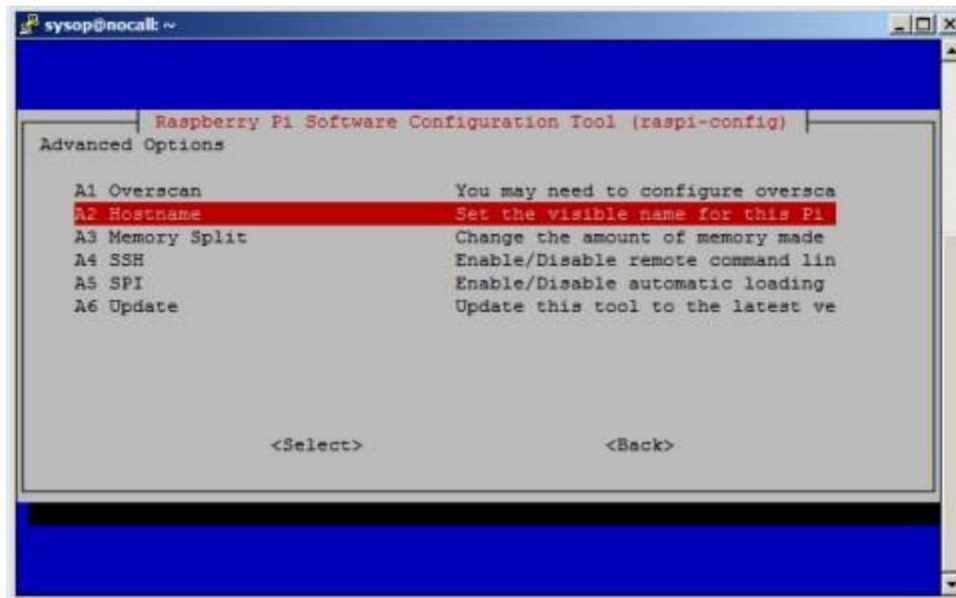 sysop@nocall: ~
Raspberry Pi Software Configuration Tool (raspi-config)
Advanced Options
A1 Overscan You may need to configure oversca
A2 Hostname Set the visible name for this Pi
A3 Memory Split Change the amount of memory made
A4 SSH Enable/Disable remote command lin
A5 SPI Enable/Disable automatic loading
A6 Update Update this tool to the latest ve
<Select> <Back>